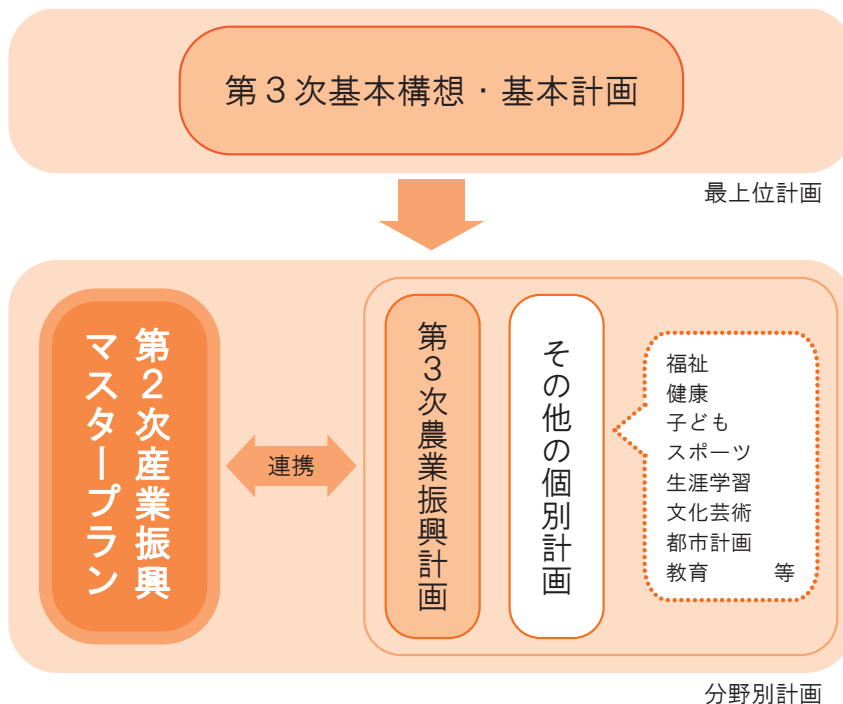 第3次基本構想・基本計画
最上位計画
第2次産業振興
マスタープラン
連携
第3次農業振興計画
その他の個別計画
福祉
健康
子ども
スポーツ
生涯学習
文化芸術
都市計画
教育　　　等
分野別計画